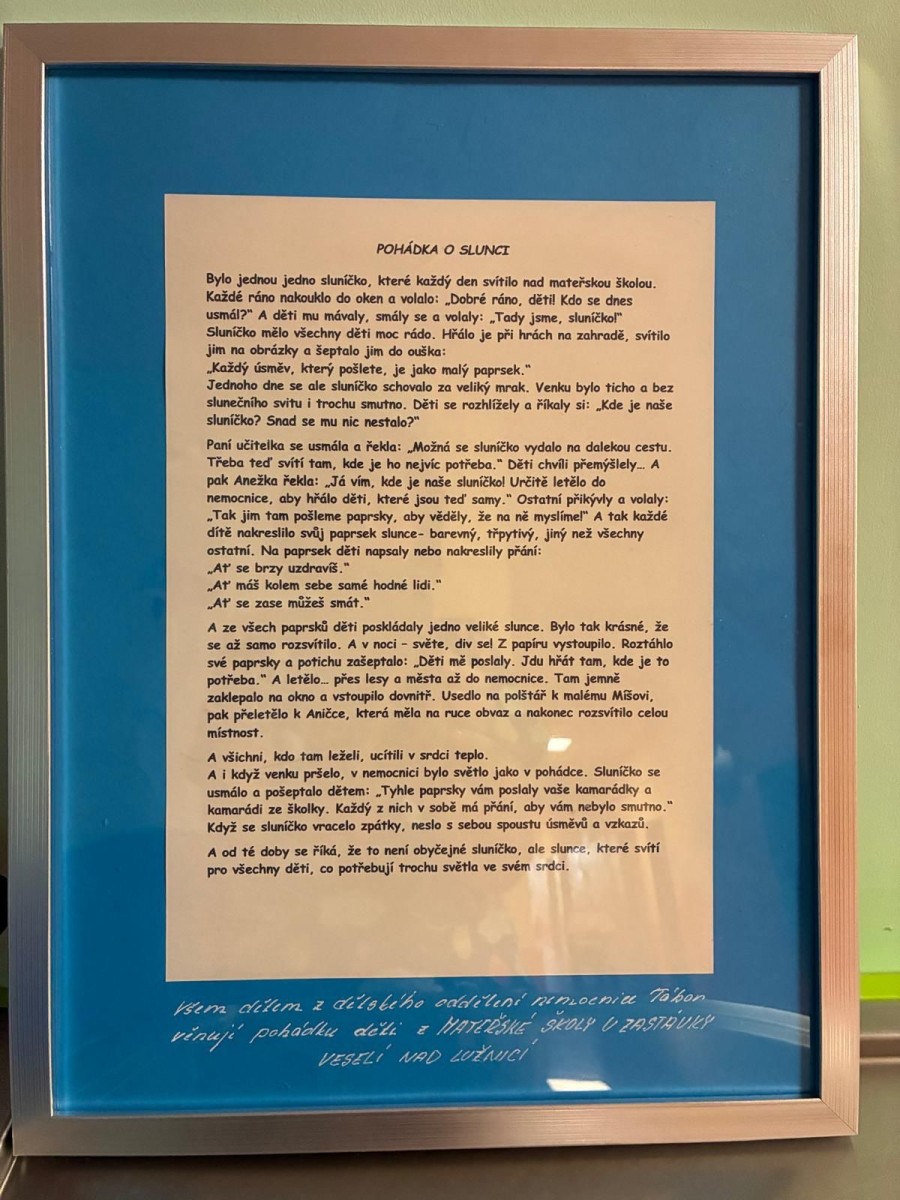 POHÁDKA O SLUNCI
Bylo jednou jedno sluníčko, které každý den svítilo nad mateřskou školou.
Každé ráno nakouklo do oken a volalo: „Dobré ráno, děti! Kdo se dnes
usmál?“ A děti mu mávaly, smály se a volaly: „Tady jsme, sluníčko!“
Sluníčko mělo všechny děti moc rádo. Hřálo je při hrách na zahradě, svítilo
jim na obrázky a šeptalo jim do ouška:
„Každý úsměv, který pošlete, je jako malý paprsek.“
Jednoho dne se ale sluníčko schovalo za veliký mrak. Venku bylo ticho a bez
slunečního svitu i trochu smutno. Děti se rozhlížely a říkaly si: „Kde je naše
sluníčko? Snad se mu nic nestalo?“
Paní učitelka se usmála a řekla: „Možná se sluníčko vydalo na dalekou cestu.
Třeba teď svítí tam, kde je ho nejvíc potřeba.“ Děti chvíli přemýšlely… A
pak Anežka řekla: „Já vím, kde je naše sluníčko! Určitě letělo do
nemocnice, aby hřálo děti, které jsou teď samy.“ Ostatní přikývly a volaly:
„Tak jim tam pošleme paprsky, aby věděly, že na ně myslíme!“ A tak každé
dítě nakreslilo svůj paprsek slunce- barevný, třpytivý, jiný než všechny
ostatní. Na paprsek děti napsaly nebo nakreslily přání:
„Ať se brzy uzdravíš.“
„Ať máš kolem sebe samé hodné lidi.“
„Ať se zase můžeš smát.“
A ze všech paprsků děti poskládaly jedno veliké slunce. Bylo tak krásné, že
se až samo rozsvítilo. A v noci – světe, div se! Z papíru vystoupilo. Roztáhlo
své paprsky a potichu zašeptalo: „Děti mě poslaly. Jdu hřát tam, kde je to
potřeba.“ A letělo… přes lesy a města až do nemocnice. Tam jemně
zaklepalo na okno a vstoupilo dovnitř. Usedlo na polštář k malému Míšovi,
pak přeletělo k Aničce, která měla na ruce obvaz a nakonec rozsvítilo celou
místnost.
A všichni, kdo tam leželi, ucítili v srdci teplo.
A i když venku pršelo, v nemocnici bylo světlo jako v pohádce. Sluníčko se
usmálo a pošeptalo dětem: „Tyhle paprsky vám poslaly vaše kamarádky a
kamarádi ze školky. Každý z nich v sobě má přání, aby vám nebylo smutno.“
Když se sluníčko vracelo zpátky, neslo s sebou spoustu úsměvů a vzkazů.
A od té doby se říká, že to není obyčejné sluníčko, ale slunce, které svítí
pro všechny děti, co potřebují trochu světla ve svém srdci.
Všem dětem z dětského oddělení nemocnice Tábor
věnují pohádku děti z MATEŘSKÉ ŠKOLY U ZASTÁVKY
VESELÍ NAD LUŽNICÍ